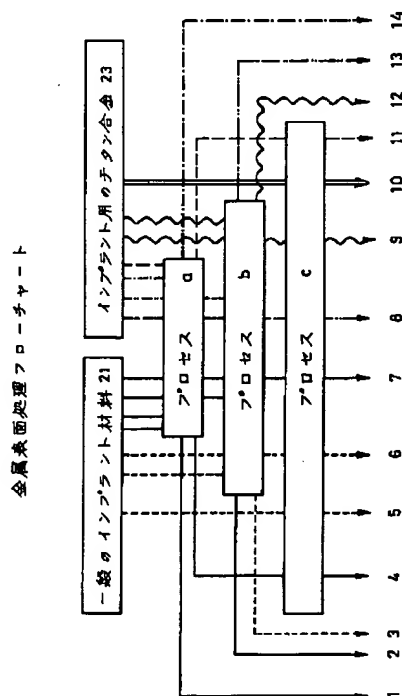 金属表面処理フローチャート
一般のインプラント材料 21
インプラント用のチタン合金 23
プロセス a
プロセス b
プロセス c
1 2 3 4 5 6 7 8 9 10 11 12 13 14